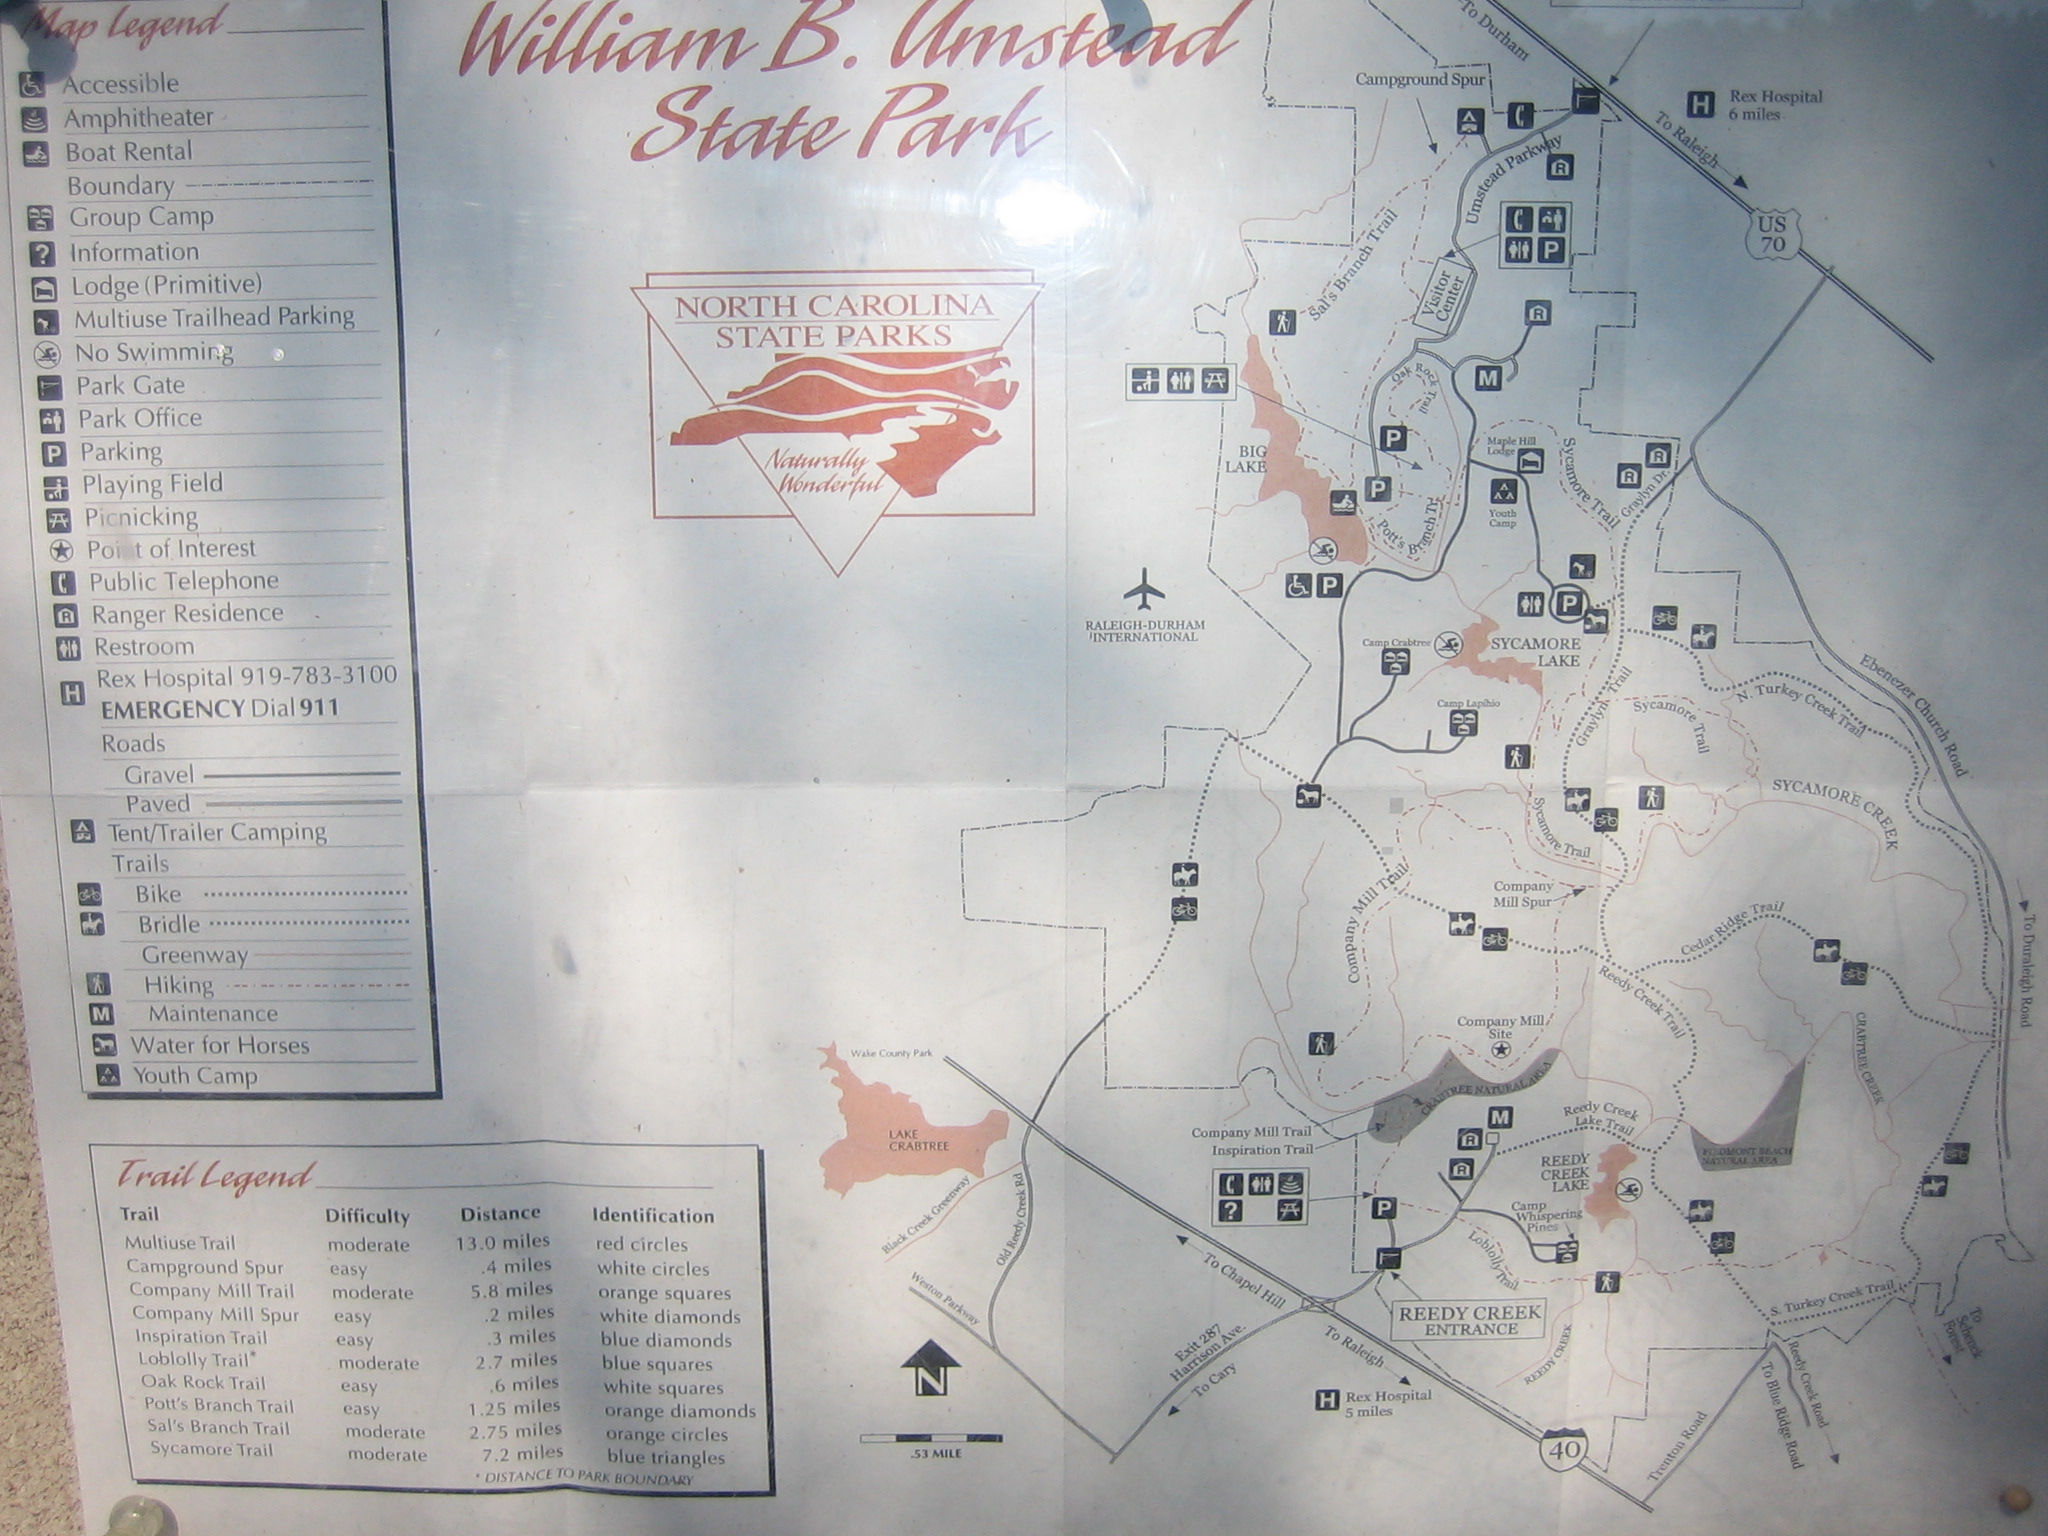 William B. Umstead
State Park
Map Legend
Accessible
Amphitheater
Boat Rental
Boundary
Group Camp
Information
Lodge (Primitive)
Multiuse Trailhead Parking
No Swimming
Park Gate
Park Office
Parking
Playing Field
Picnicking
Point of Interest
Public Telephone
Ranger Residence
Restroom
Rex Hospital 919-783-3100
EMERGENCY Dial 911
Roads
Gravel
Paved
Tent/Trailer Camping
Trails
Bike
Bridle
Greenway
Hiking
Maintenance
Water for Horses
Youth Camp
Trail Legend
Trail Difficulty Distance Identification
Multiuse Trail moderate 13.0 miles red circles
Campground Spur easy .4 miles white circles
Company Mill Trail moderate 5.8 miles orange squares
Company Mill Spur easy .2 miles white diamonds
Inspiration Trail easy .3 miles blue diamonds
Loblolly Trail* moderate 2.7 miles blue squares
Oak Rock Trail easy .6 miles white squares
Pott's Branch Trail easy 1.25 miles orange diamonds
Sal's Branch Trail moderate 2.75 miles orange circles
Sycamore Trail moderate 7.2 miles blue triangles
* DISTANCE TO PARK BOUNDARY
NORTH CAROLINA
STATE PARKS
Naturally
Wonderful
To Durham
Campground Spur
Rex Hospital
6 miles
To Raleigh
US
70
Umstead Parkway
Sal's Branch Trail
Visitor
Center
Oak Rock
Trail
BIG
LAKE
Maple Hill
Lodge
Youth
Camp
Sycamore Trail
Graylyn Dr.
Pott's Branch Tr.
RALEIGH-DURHAM
INTERNATIONAL
Camp Crabtree
SYCAMORE
LAKE
Camp Lapihio
Graylyn Trail
Sycamore Trail
N. Turkey Creek Trail
Ebenezer Church Road
SYCAMORE CREEK
Sycamore Trail
Company Mill Trail
Company
Mill Spur
Cedar Ridge Trail
To Duraleigh Road
Reedy Creek Trail
Company Mill
Site
CRABTREE CREEK
Wake County Park
LAKE
CRABTREE
CRABTREE NATURAL AREA
Company Mill Trail
Inspiration Trail
Reedy Creek
Lake Trail
PIEDMONT BEACH
NATURAL AREA
REEDY
CREEK
LAKE
Black Creek Greenway
Old Reedy Creek Rd
Camp
Whispering
Pines
Loblolly Trail
Weston Parkway
To Chapel Hill
REEDY CREEK
ENTRANCE
S. Turkey Creek Trail
To
Schenck
Forest
Exit 287
Harrison Ave.
To Cary
To Raleigh
REEDY CREEK
Rex Hospital
5 miles
N
.53 MILE
40
Trenton Road
Reedy Creek Road
To Blue Ridge Road